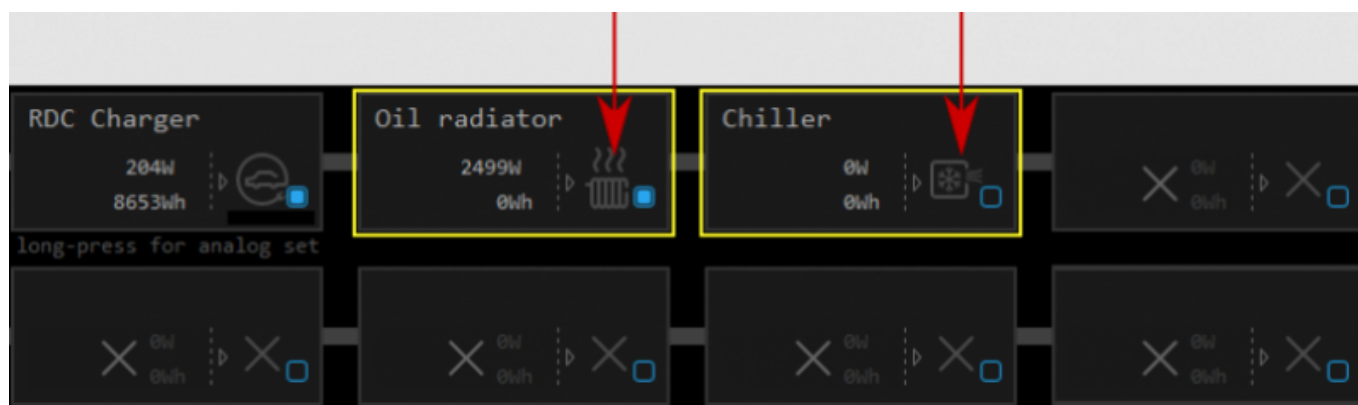 RDC Charger
204W
8653Wh
long-press for analog set
Oil radiator
2499W
0Wh
Chiller
0W
0Wh
0W
0Wh
0W
0Wh
0W
0Wh
0W
0Wh
0W
0Wh